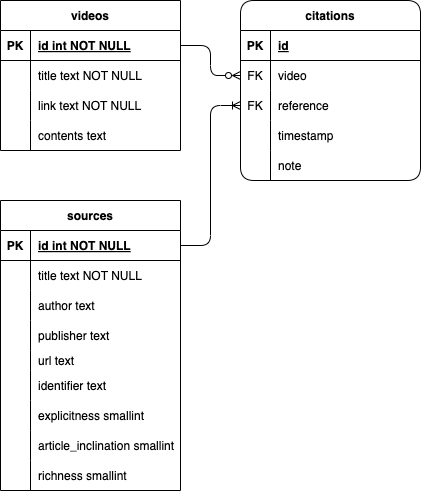 videos
PK id int NOT NULL
title text NOT NULL
link text NOT NULL
contents text
citations
PK id
FK video
FK reference
timestamp
note
sources
PK id int NOT NULL
title text NOT NULL
author text
publisher text
url text
identifier text
explicitness smallint
article_inclination smallint
richness smallint